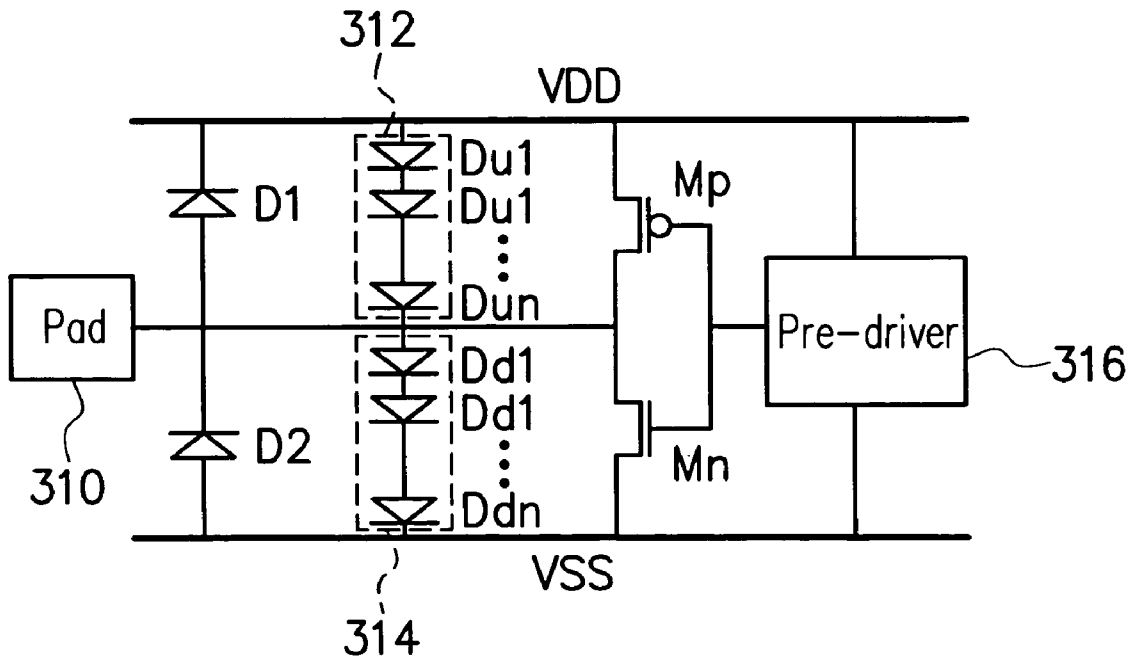 312
VDD
Du1
Du1
Dun
D1
Mp
Pad
Pre-driver
316
Dd1
Dd1
Ddn
D2
Mn
310
VSS
314